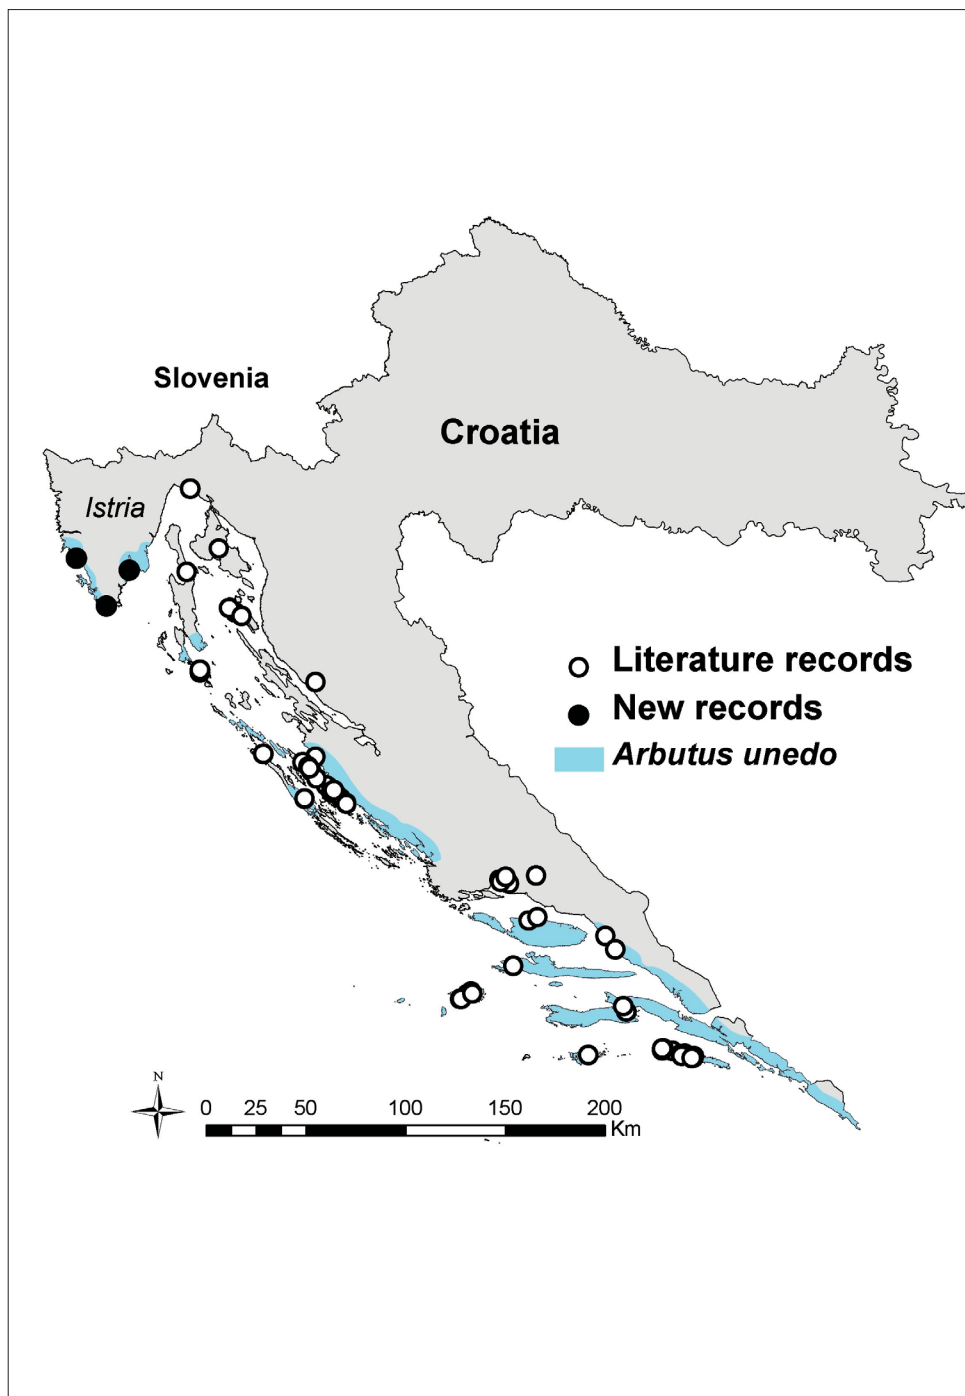 Slovenia
Croatia
Istria
Literature records
New records
Arbutus unedo
N
0 25 50 100 150 200
Km